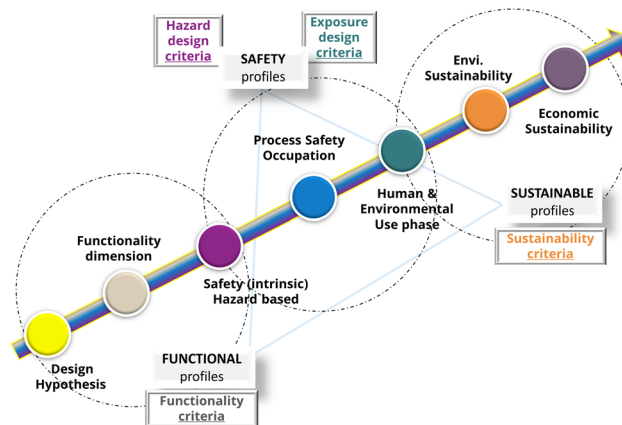 Hazard
design
criteria
Exposure
design
criteria
SAFETY
profiles
Envi.
Sustainability
Economic
Sustainability
Process Safety
Occupation
Human &
Environmental
Use phase
SUSTAINABLE
profiles
Sustainability
criteria
Functionality
dimension
Safety (intrinsic)
Hazard based
Design
Hypothesis
FUNCTIONAL
profiles
Functionality
criteria